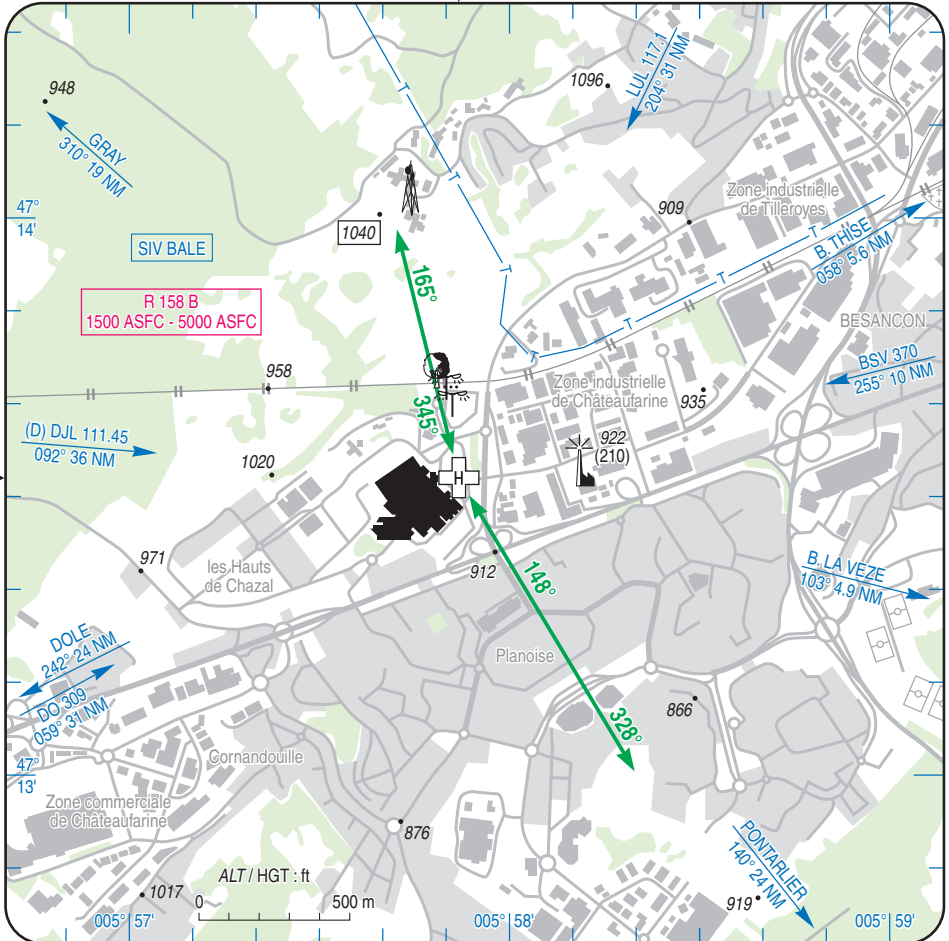 948
GRAY
310° 19 NM
1096
LUL 117.1
204° 31 NM
T
47°
14'
1040
SIV BALE
R 158 B
1500 ASFC - 5000 ASFC
165°
T
909
Zone industrielle
de Tilleroyes
B. THISE
058° 5.6 NM
T
T
T
T
BESANCON
BSV 370
255° 10 NM
958
345°
Zone industrielle
de Châteaufarine
935
922
(210)
(D) DJL 111.45
092° 36 NM
1020
H
971
les Hauts
de Chazal
912
148°
B. LA VEZE
103° 4.9 NM
DOLE
242° 24 NM
DO 309
059° 31 NM
Planoise
866
328°
47°
13'
Cornandouille
Zone commerciale
de Châteaufarine
876
PONTARLIER
140° 24 NM
919
1017
ALT / HGT : ft
0 500 m
005° 57' 005° 58' 005° 59'